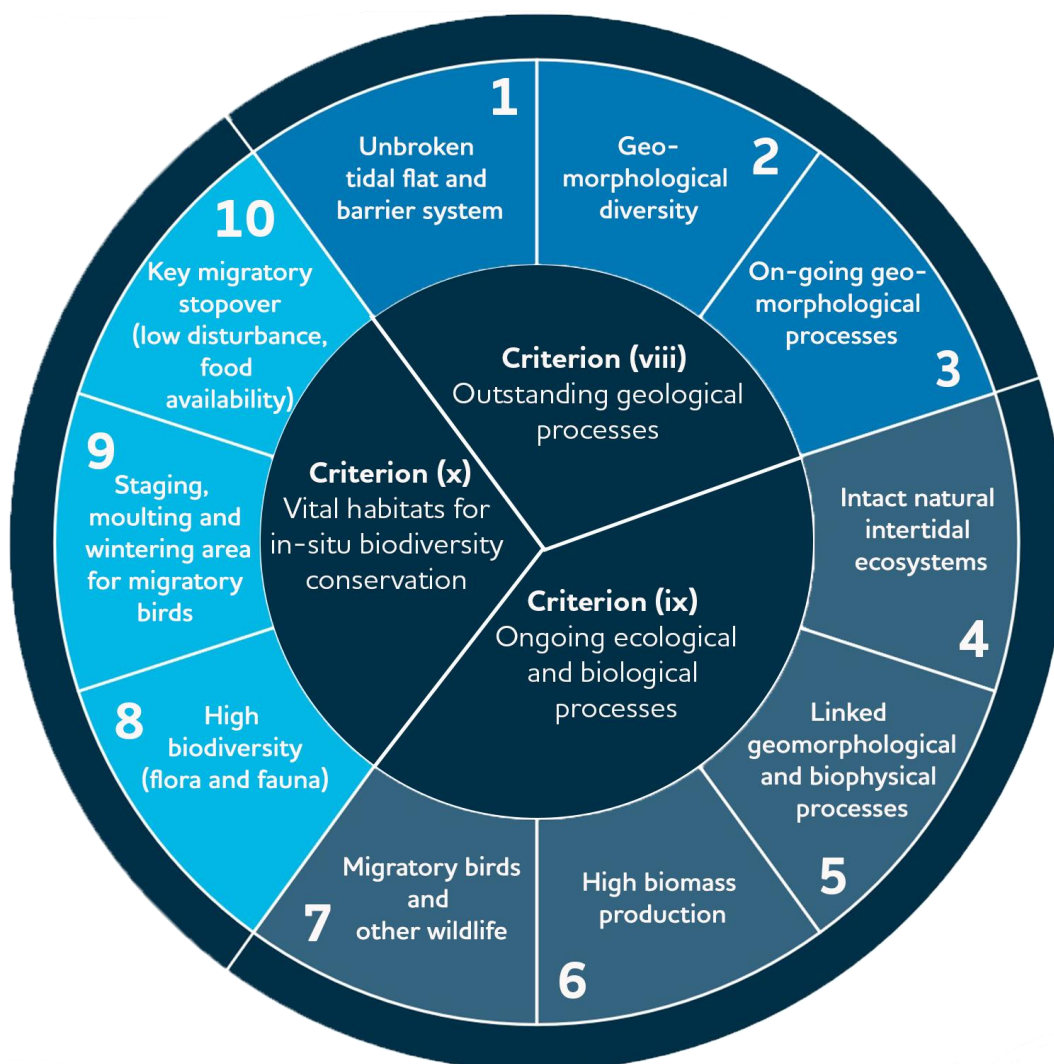 1
Unbroken
tidal flat and
barrier system
2
Geo-
morphological
diversity
On-going geo-
morphological
processes
3
Intact natural
intertidal
ecosystems
4
Linked
geomorphological
and biophysical
processes
5
High biomass
production
6
Migratory birds
and
other wildlife
7
8
High
biodiversity
(flora and fauna)
9
Staging,
moulting and
wintering area
for migratory
birds
10
Key migratory
stopover
(low disturbance,
food
availability)
Criterion (viii)
Outstanding geological
processes
Criterion (ix)
Ongoing ecological
and biological
processes
Criterion (x)
Vital habitats for
in-situ biodiversity
conservation